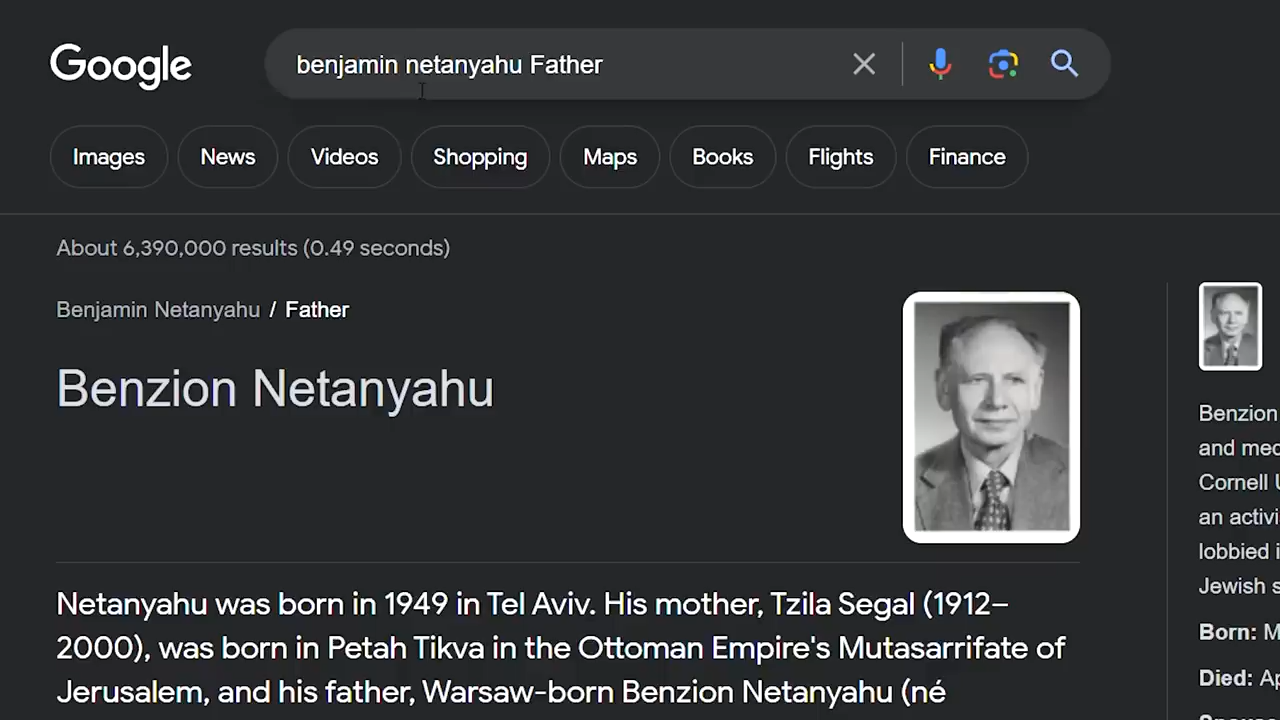 Google
benjamin netanyahu Father
Images News Videos Shopping Maps Books Flights Finance
About 6,390,000 results (0.49 seconds)
Benjamin Netanyahu / Father
Benzion Netanyahu
Netanyahu was born in 1949 in Tel Aviv. His mother, Tzila Segal (1912–
2000), was born in Petah Tikva in the Ottoman Empire's Mutasarrifate of
Jerusalem, and his father, Warsaw-born Benzion Netanyahu (né
Benzion
and med
Cornell U
an activi
lobbied i
Jewish s
Born: M
Died: Ap